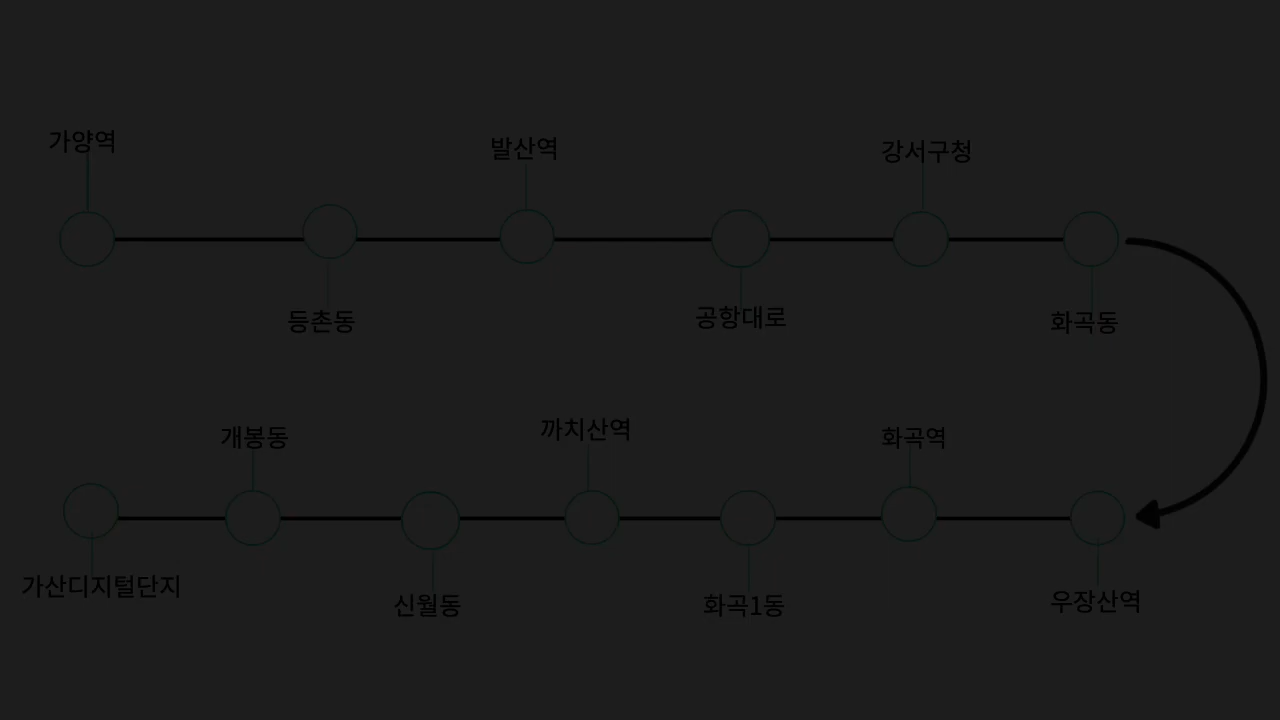 가양역
등촌동
발산역
공항대로
강서구청
화곡동
우장산역
화곡역
화곡1동
까치산역
신월동
개봉동
가산디지털단지